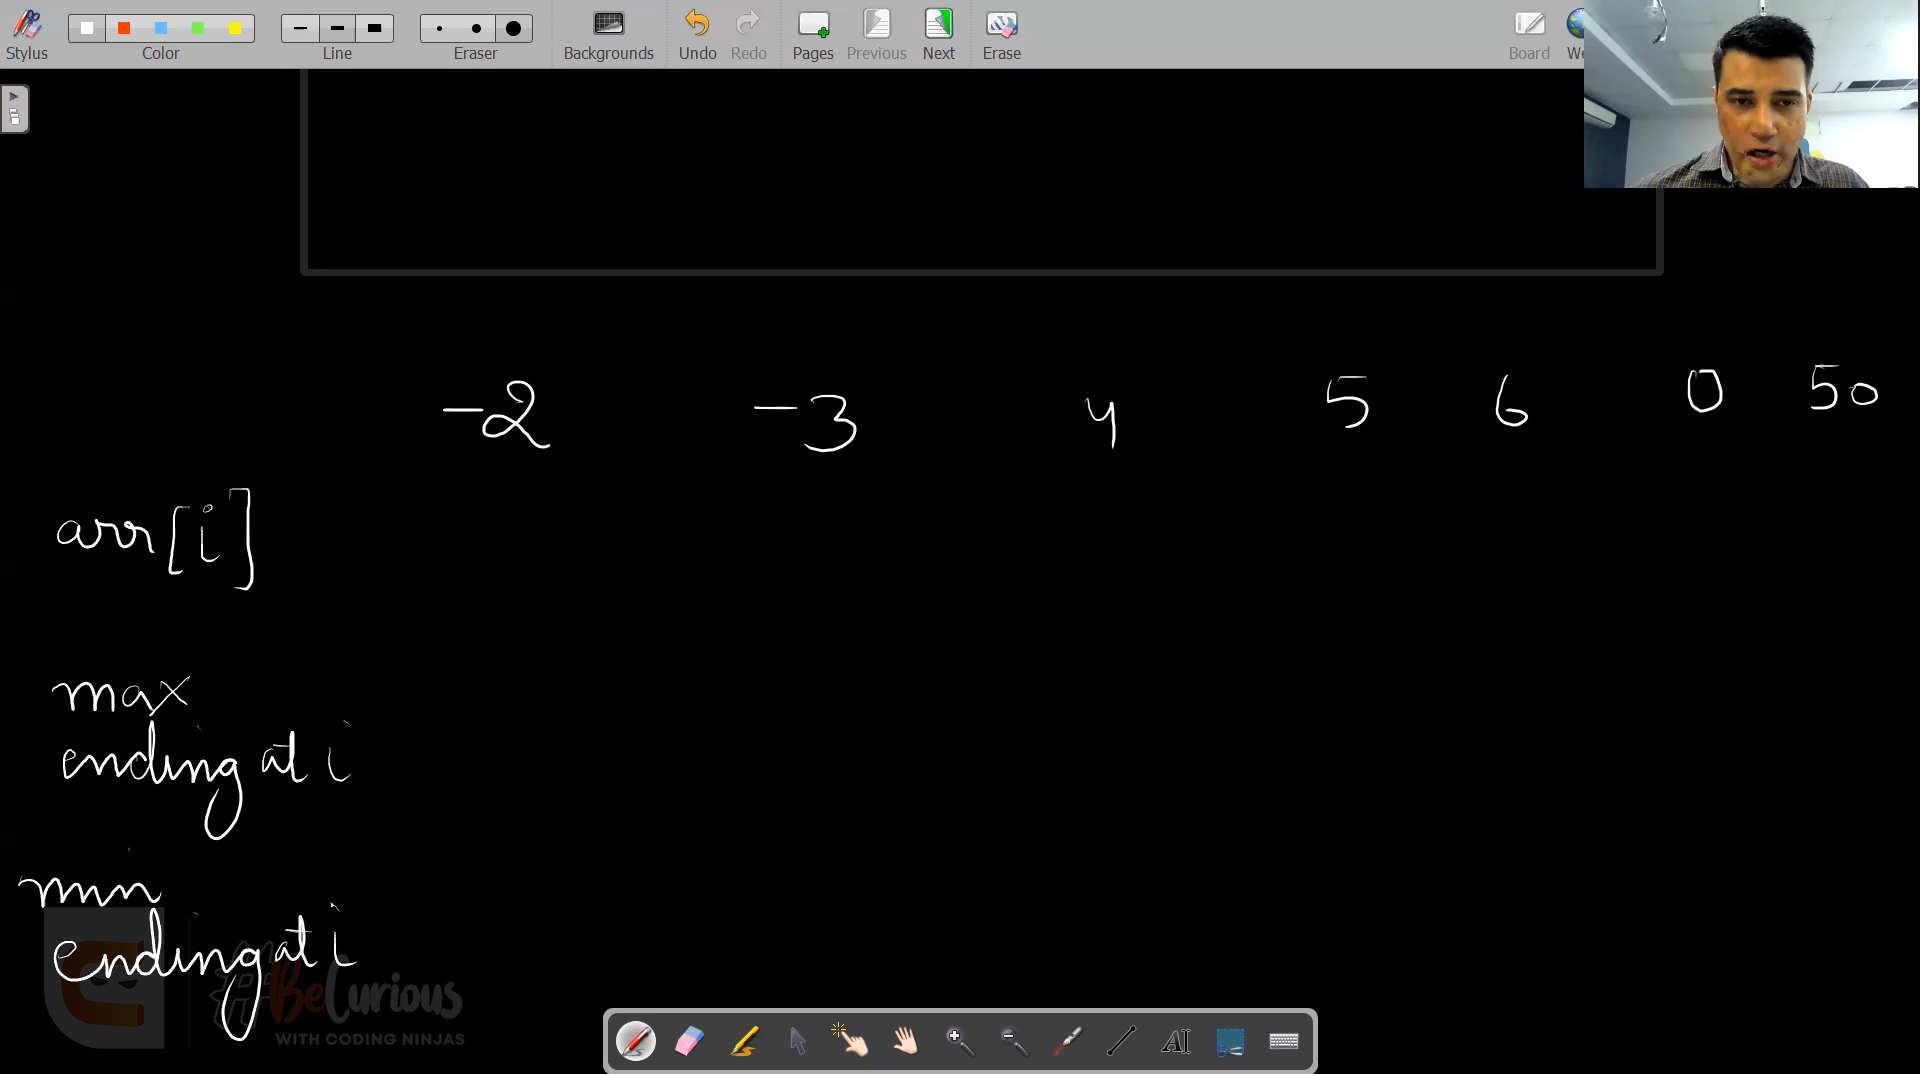 Stylus Color Line Eraser Backgrounds Undo Redo Pages Previous Next Erase Board
-2 -3 4 5 6 0 50
arr[i]
max
ending at i
min
ending at i
#BeCurious
WITH CODING NINJAS
AI